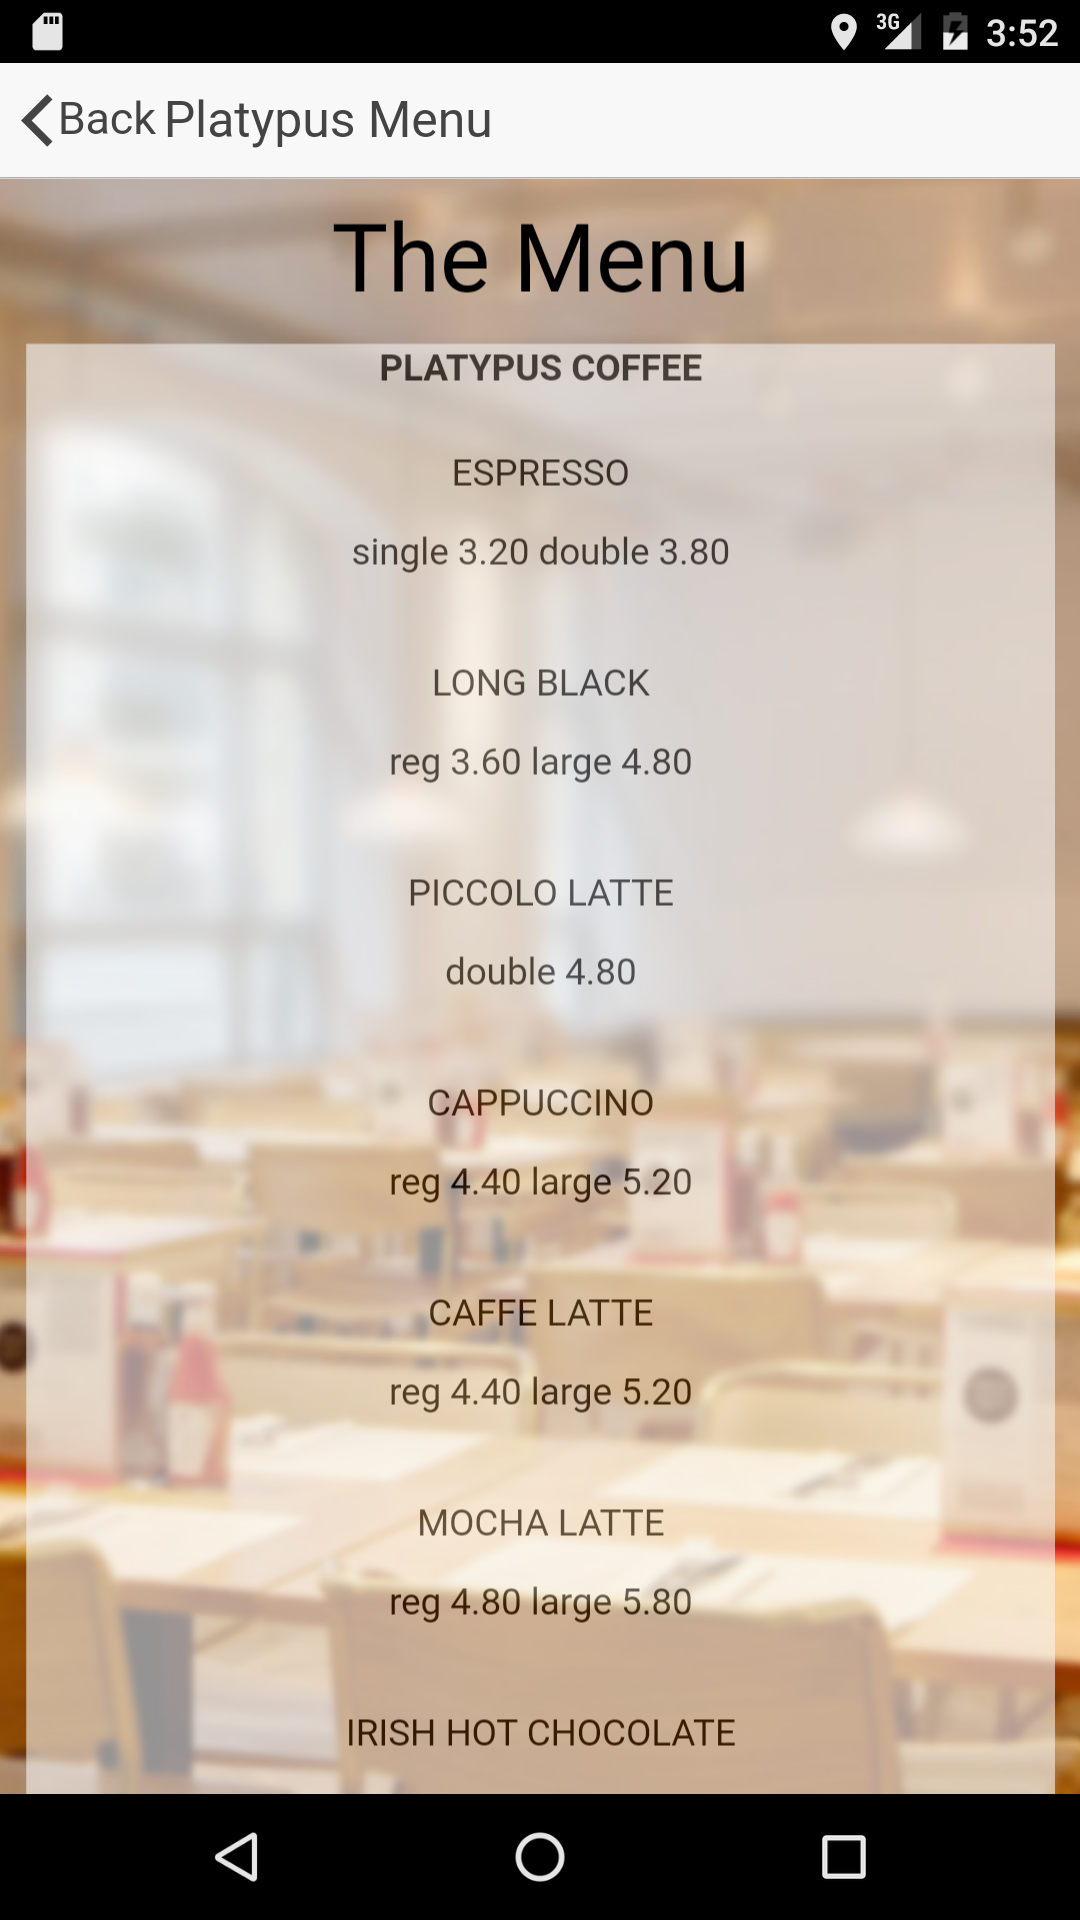 3G 3:52
Back Platypus Menu
The Menu
PLATYPUS COFFEE
ESPRESSO
single 3.20 double 3.80
LONG BLACK
reg 3.60 large 4.80
PICCOLO LATTE
double 4.80
CAPPUCCINO
reg 4.40 large 5.20
CAFFE LATTE
reg 4.40 large 5.20
MOCHA LATTE
reg 4.80 large 5.80
IRISH HOT CHOCOLATE